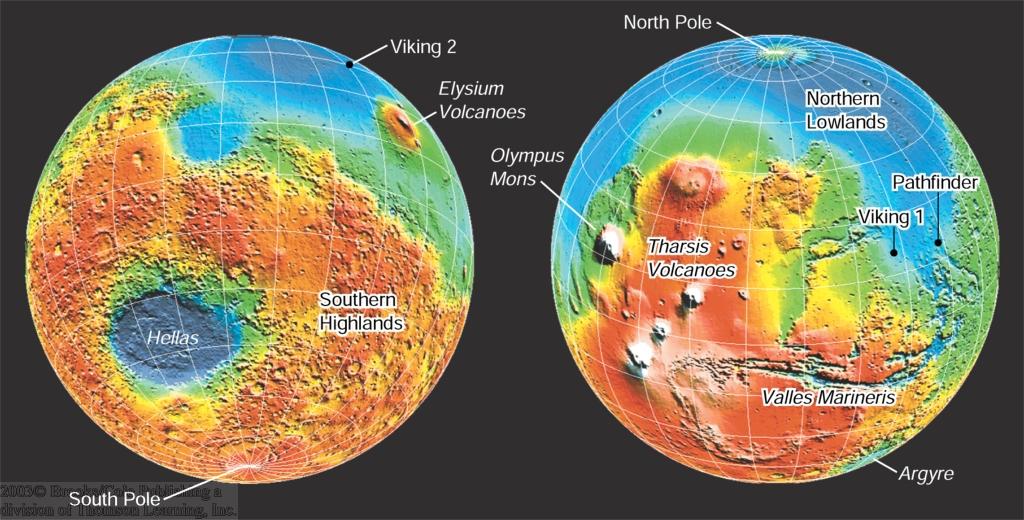 Viking 2
Elysium
Volcanoes
Southern
Highlands
Hellas
South Pole
2003© Brooks/Cole Publishing a
division of Thomson Learning, Inc.
North Pole
Northern
Lowlands
Olympus
Mons
Pathfinder
Viking 1
Tharsis
Volcanoes
Valles Marineris
Argyre